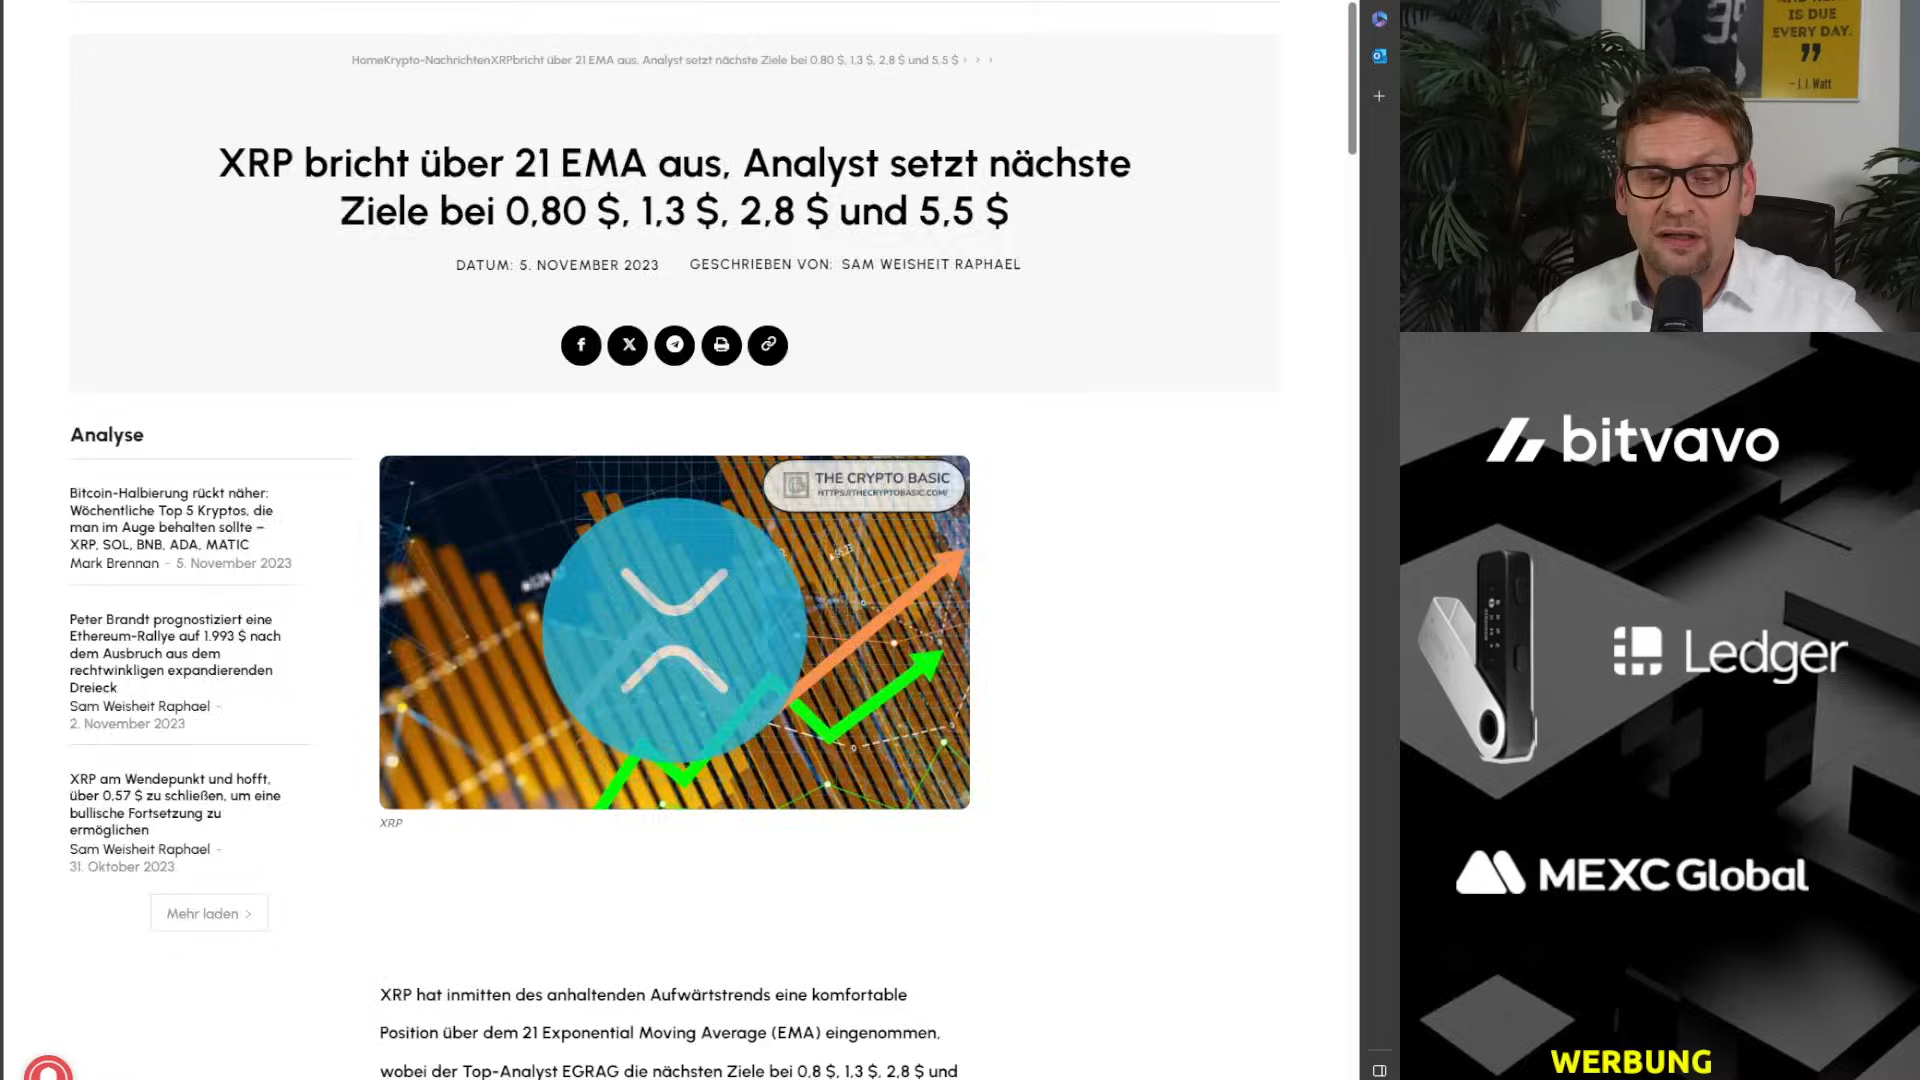 HomeKrypto-NachrichtenXRPbricht über 21 EMA aus, Analyst setzt nächste Ziele bei 0,80 $, 1,3 $, 2,8 $ und 5,5 $
XRP bricht über 21 EMA aus, Analyst setzt nächste
Ziele bei 0,80 $, 1,3 $, 2,8 $ und 5,5 $
DATUM: 5. NOVEMBER 2023
GESCHRIEBEN VON: SAM WEISHEIT RAPHAEL
Analyse
Bitcoin-Halbierung rückt näher:
Wöchentliche Top 5 Kryptos, die
man im Auge behalten sollte –
XRP, SOL, BNB, ADA, MATIC
Mark Brennan - 5. November 2023
Peter Brandt prognostiziert eine
Ethereum-Rallye auf 1.993 $ nach
dem Ausbruch aus dem
rechtwinkligen expandierenden
Dreieck
Sam Weisheit Raphael -
2. November 2023
XRP am Wendepunkt und hofft,
über 0,57 $ zu schließen, um eine
bullische Fortsetzung zu
ermöglichen
Sam Weisheit Raphael -
31. Oktober 2023
Mehr laden
THE CRYPTO BASIC
HTTPS://THECRYPTOBASIC.COM/
XRP
XRP hat inmitten des anhaltenden Aufwärtstrends eine komfortable
Position über dem 21 Exponential Moving Average (EMA) eingenommen,
wobei der Top-Analyst EGRAG die nächsten Ziele bei 0,8 $, 1,3 $, 2,8 $ und
IS DUE
EVERY DAY.
– J.J. Watt
bitvavo
Ledger
MEXC Global
WERBUNG